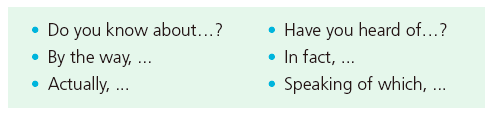 • Do you know about…?
• By the way, ...
• Actually, ...
• Have you heard of…?
• In fact, ...
• Speaking of which, ...